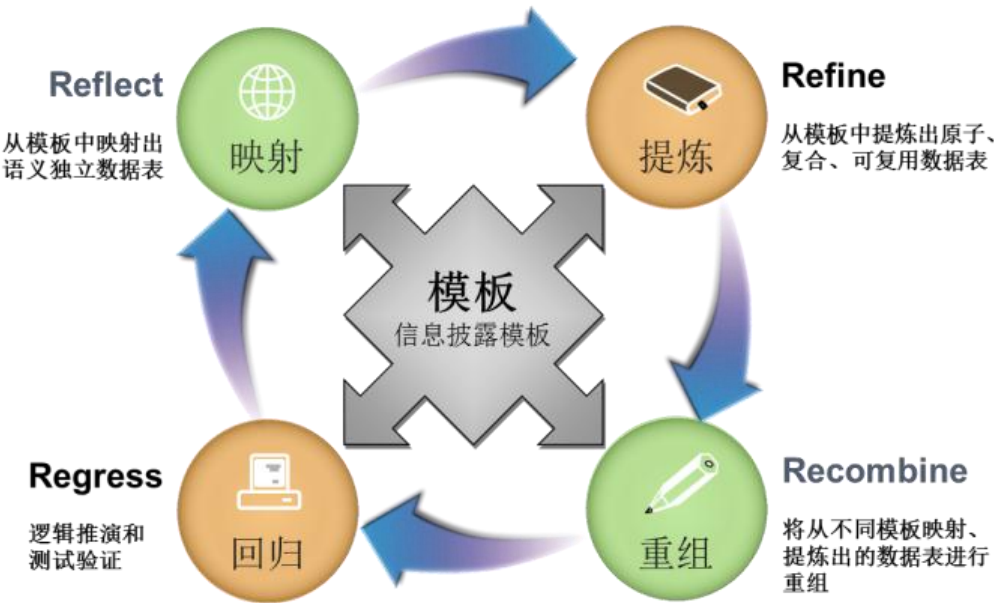 Reflect
从模板中映射出
语义独立数据表
映射
提炼
Refine
从模板中提炼出原子、
复合、可复用数据表
模板
信息披露模板
Regress
逻辑推演和
测试验证
回归
重组
Recombine
将从不同模板映射、
提炼出的数据表进行
重组